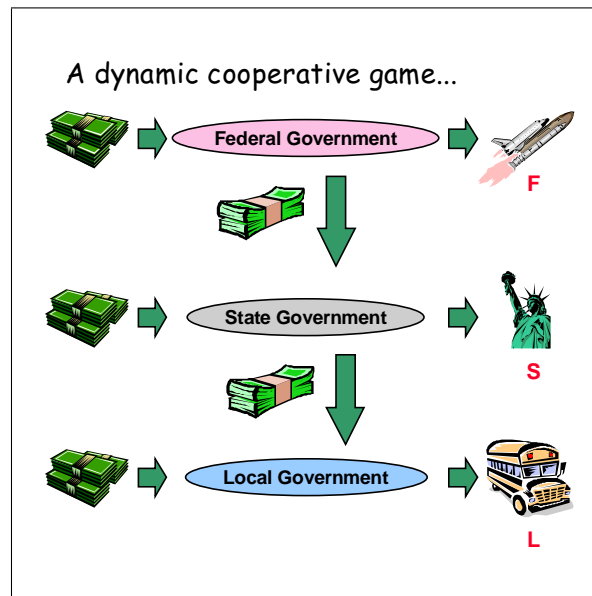 A dynamic cooperative game...
Federal Government
F
State Government
S
Local Government
L